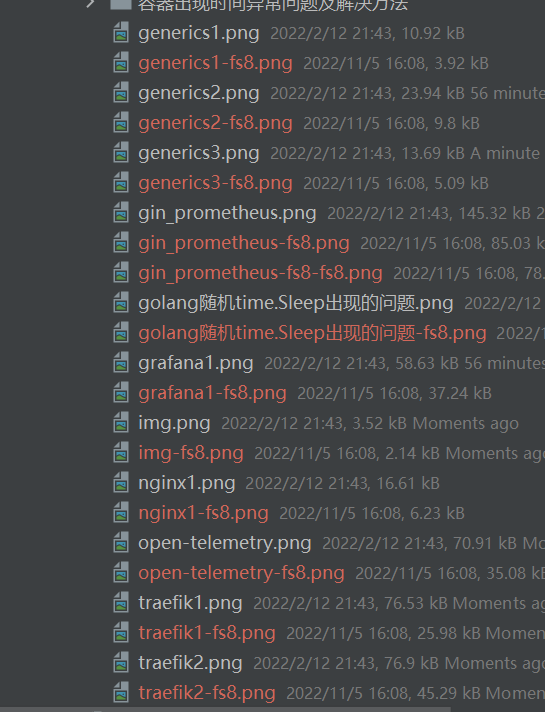 容器出现时间异常问题及解决方法
generics1.png 2022/2/12 21:43, 10.92 kB
generics1-fs8.png 2022/11/5 16:08, 3.92 kB
generics2.png 2022/2/12 21:43, 23.94 kB 56 minute
generics2-fs8.png 2022/11/5 16:08, 9.8 kB
generics3.png 2022/2/12 21:43, 13.69 kB A minute
generics3-fs8.png 2022/11/5 16:08, 5.09 kB
gin_prometheus.png 2022/2/12 21:43, 145.32 kB 2
gin_prometheus-fs8.png 2022/11/5 16:08, 85.03 k
gin_prometheus-fs8-fs8.png 2022/11/5 16:08, 78.
golang随机time.Sleep出现的问题.png 2022/2/12
golang随机time.Sleep出现的问题-fs8.png 2022/1
grafana1.png 2022/2/12 21:43, 58.63 kB 56 minutes
grafana1-fs8.png 2022/11/5 16:08, 37.24 kB
img.png 2022/2/12 21:43, 3.52 kB Moments ago
img-fs8.png 2022/11/5 16:08, 2.14 kB Moments ago
nginx1.png 2022/2/12 21:43, 16.61 kB
nginx1-fs8.png 2022/11/5 16:08, 6.23 kB
open-telemetry.png 2022/2/12 21:43, 70.91 kB Mo
open-telemetry-fs8.png 2022/11/5 16:08, 35.08 k
traefik1.png 2022/2/12 21:43, 76.53 kB Moments ag
traefik1-fs8.png 2022/11/5 16:08, 25.98 kB Momen
traefik2.png 2022/2/12 21:43, 76.9 kB Moments ago
traefik2-fs8.png 2022/11/5 16:08, 45.29 kB Momen